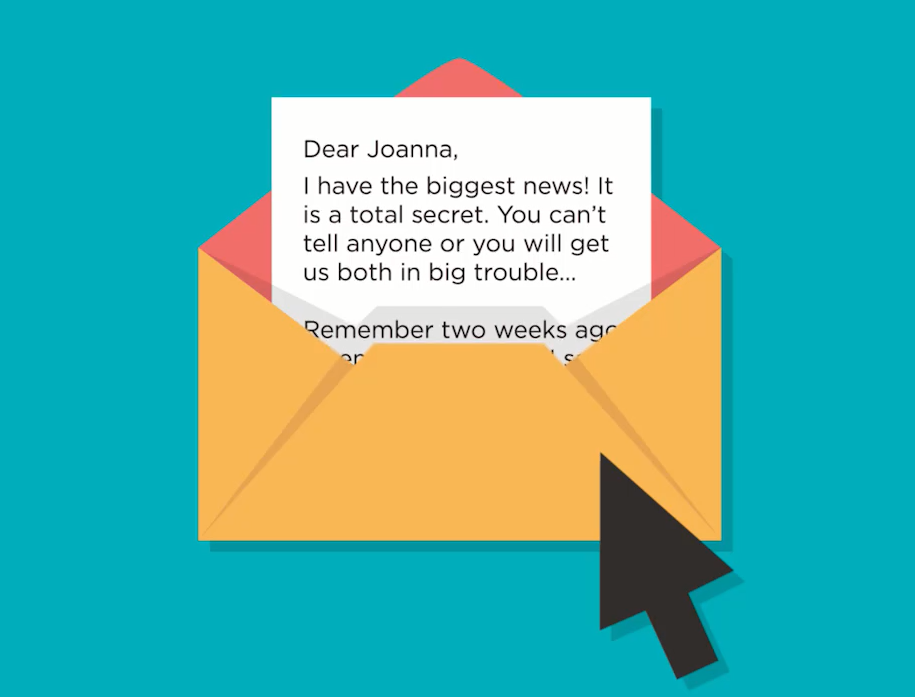 Dear Joanna,
I have the biggest news! It
is a total secret. You can’t
tell anyone or you will get
us both in big trouble...
Remember two weeks ago